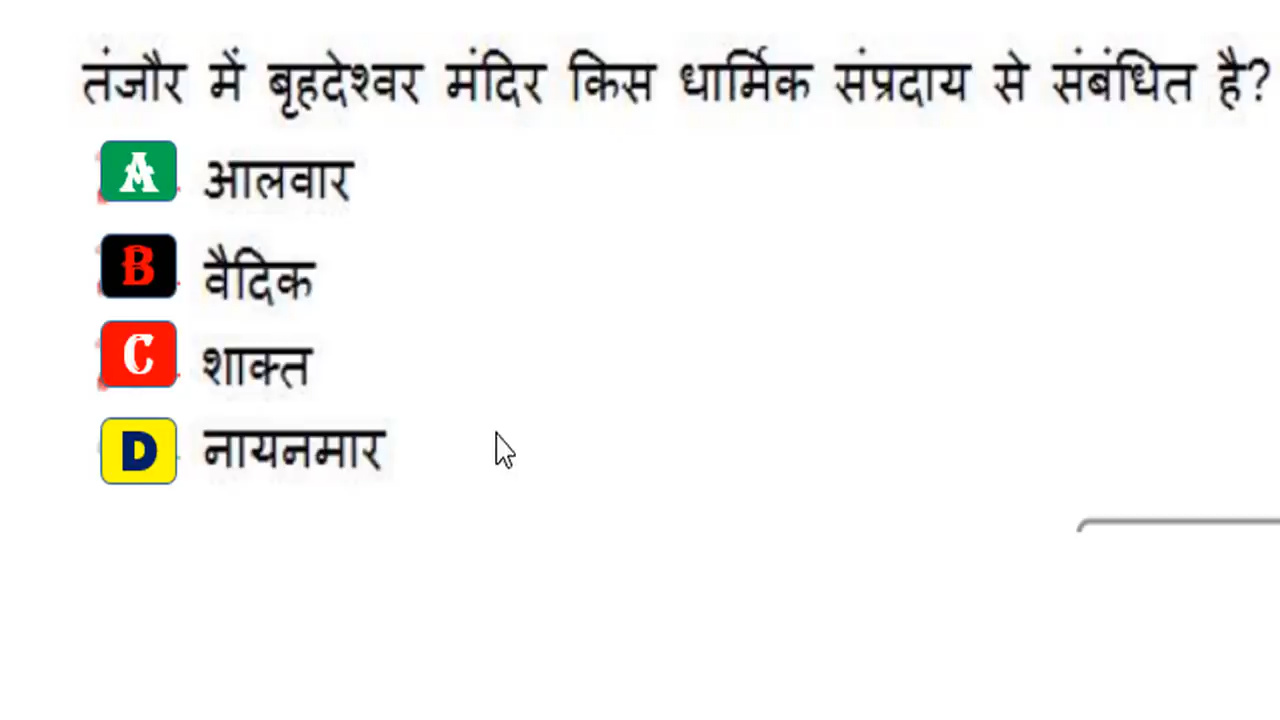 तंजौर में बृहदेश्वर मंदिर किस धार्मिक संप्रदाय से संबंधित है?
A आलवार
B वैदिक
C शाक्त
D नायनमार